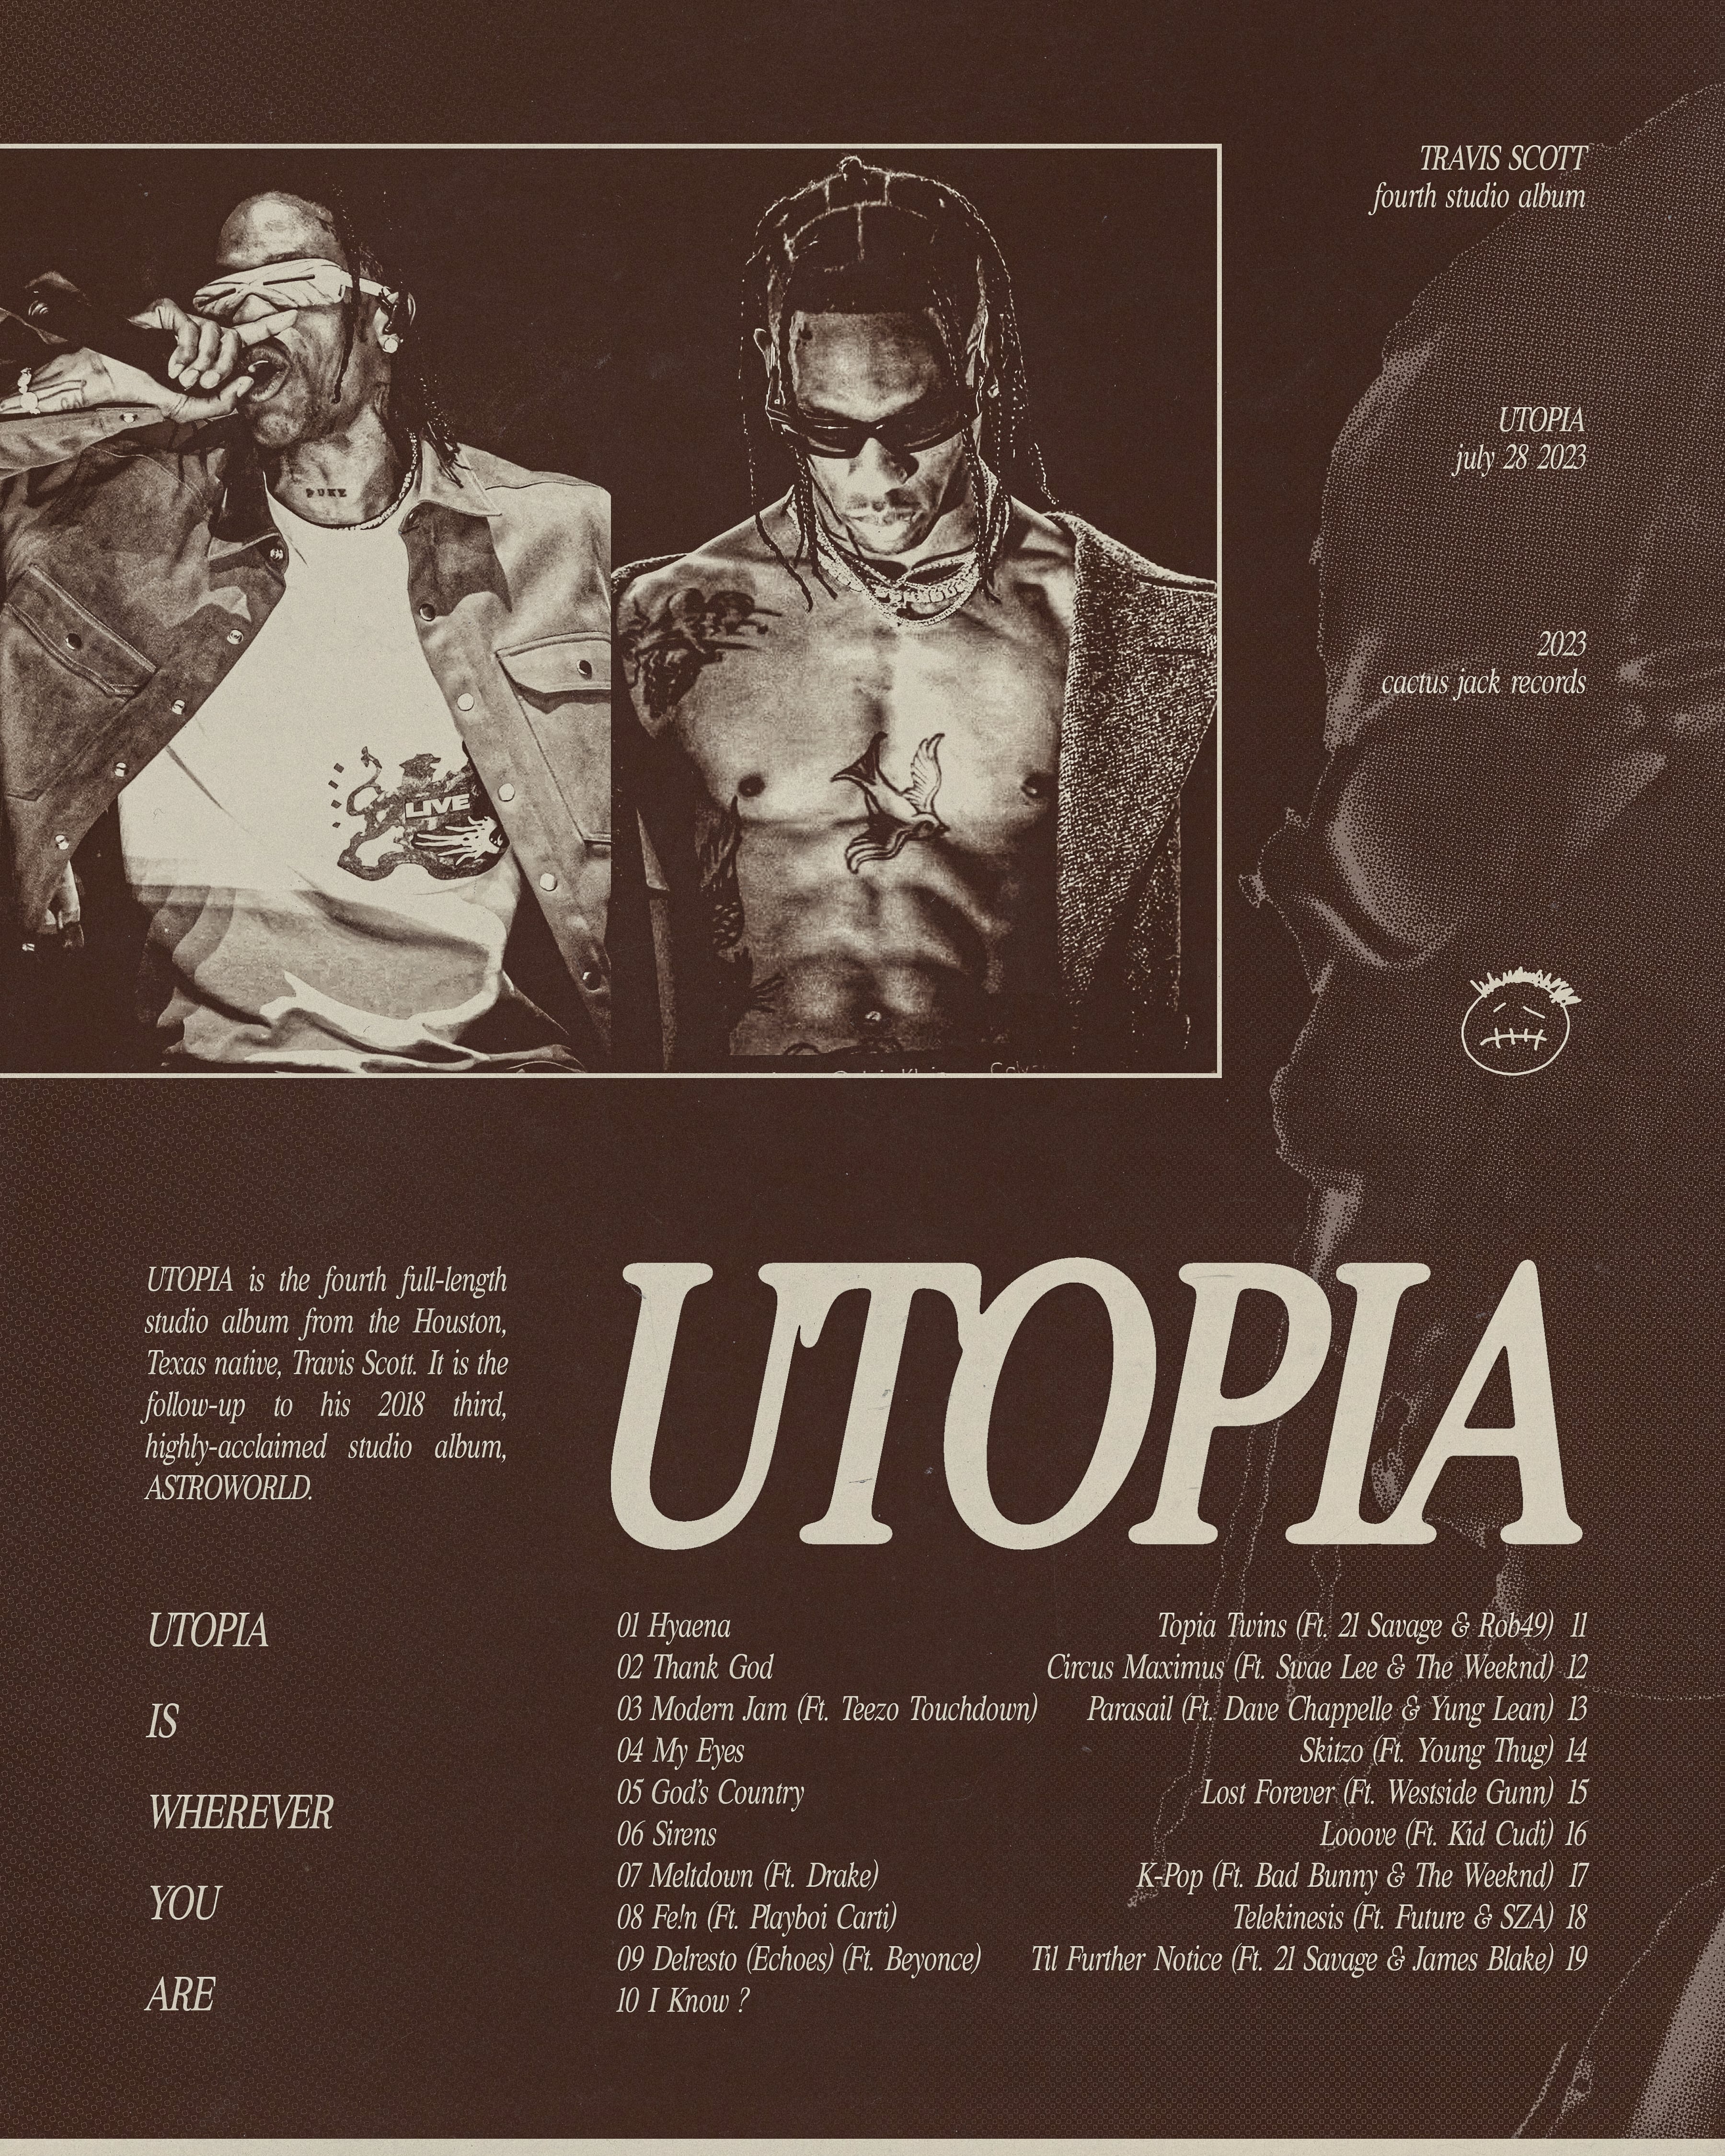 TRAVIS SCOTT
fourth studio album
UTOPIA
july 28 2023
2023
cactus jack records
DUKE
LIVE
UTOPIA
UTOPIA is the fourth full-length
studio album from the Houston,
Texas native, Travis Scott. It is the
follow-up to his 2018 third,
highly-acclaimed studio album,
ASTROWORLD.
UTOPIA
IS
WHEREVER
YOU
ARE
01 Hyaena
02 Thank God
03 Modern Jam (Ft. Teezo Touchdown)
04 My Eyes
05 God's Country
06 Sirens
07 Meltdown (Ft. Drake)
08 Fe!n (Ft. Playboi Carti)
09 Delresto (Echoes) (Ft. Beyonce)
10 I Know ?
Topia Twins (Ft. 21 Savage & Rob49) 11
Circus Maximus (Ft. Swae Lee & The Weeknd) 12
Parasail (Ft. Dave Chappelle & Yung Lean) 13
Skitzo (Ft. Young Thug) 14
Lost Forever (Ft. Westside Gunn) 15
Looove (Ft. Kid Cudi) 16
K-Pop (Ft. Bad Bunny & The Weeknd) 17
Telekinesis (Ft. Future & SZA) 18
Til Further Notice (Ft. 21 Savage & James Blake) 19